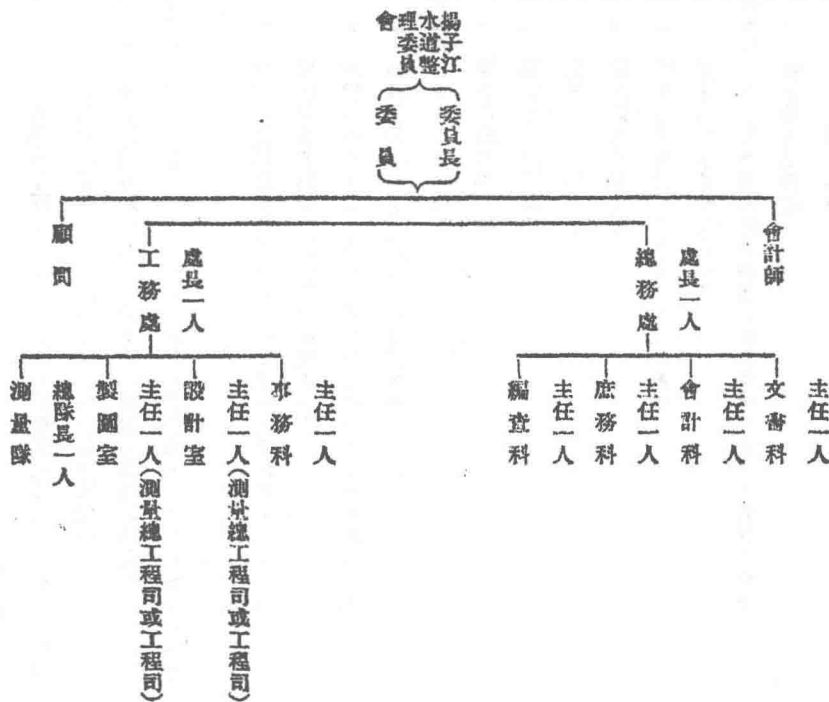 揚子江
水道整
理委員
會
委員長
委員
會計師
總務處
處長一人
文書科
主任一人
會計科
主任一人
庶務科
主任一人
編查科
主任一人
工務處
處長一人
事務科
主任一人
設計室
主任一人(測量總工程司或工程司)
製圖室
主任一人(測量總工程司或工程司)
測量隊
總隊長一人
顧問